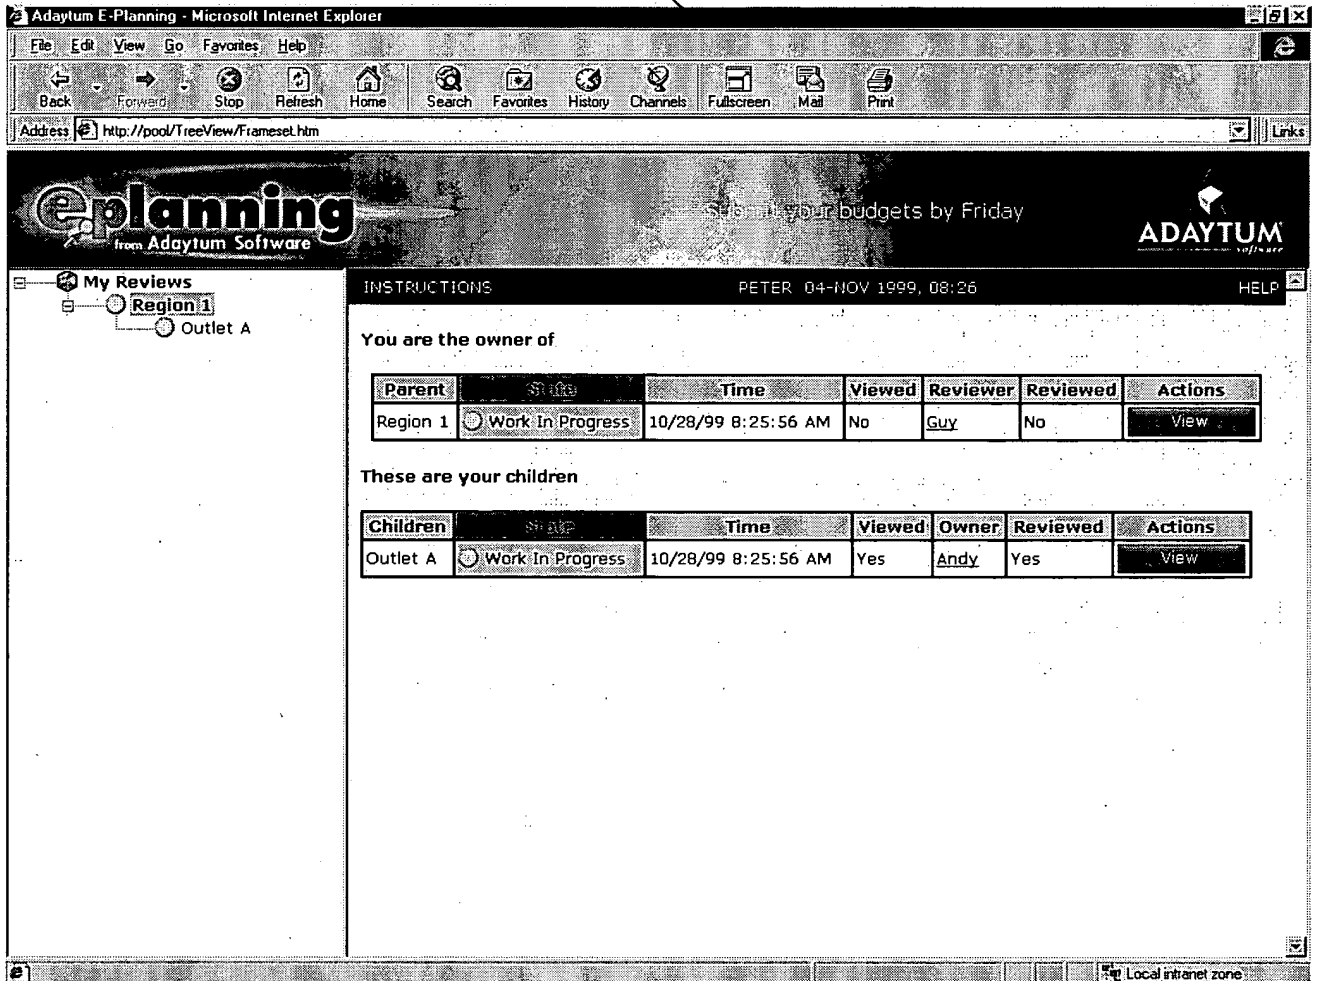 Adaytum E-Planning - Microsoft Internet Explorer
File Edit View Go Favorites Help
Back Forward Stop Refresh Home Search Favorites History Channels Fullscreen Mail Print
Address http://pool/TreeView/Frameset.htm Links
eplanning
from Adaytum Software
Submit your budgets by Friday
ADAYTUM
software
My Reviews
Region 1
Outlet A
INSTRUCTIONS PETER 04-NOV 1999, 08:26 HELP
You are the owner of
Parent State Time Viewed Reviewer Reviewed Actions
Region 1 Work In Progress 10/28/99 8:25:56 AM No Guy No View
These are your children
Children State Time Viewed Owner Reviewed Actions
Outlet A Work In Progress 10/28/99 8:25:56 AM Yes Andy Yes View
Local intranet zone